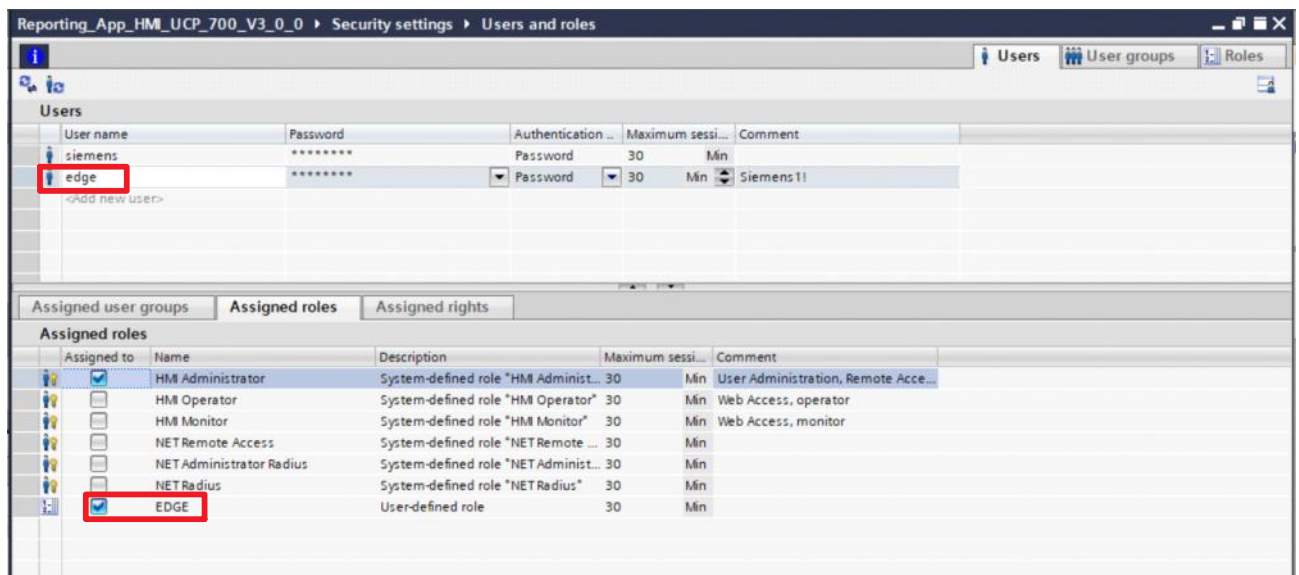 Reporting_App_HMI_UCP_700_V3_0_0 ▸ Security settings ▸ Users and roles
Users User groups Roles
Users
User name Password Authentication .. Maximum sessi... Comment
siemens ******** Password 30 Min
edge ******** Password 30 Min Siemens1!
<Add new user>
Assigned user groups Assigned roles Assigned rights
Assigned roles
Assigned to Name Description Maximum sessi... Comment
HMI Administrator System-defined role "HMI Administ... 30 Min User Administration, Remote Acce...
HMI Operator System-defined role "HMI Operator" 30 Min Web Access, operator
HMI Monitor System-defined role "HMI Monitor" 30 Min Web Access, monitor
NET Remote Access System-defined role "NET Remote ... 30 Min
NET Administrator Radius System-defined role "NET Administ... 30 Min
NET Radius System-defined role "NET Radius" 30 Min
EDGE User-defined role 30 Min